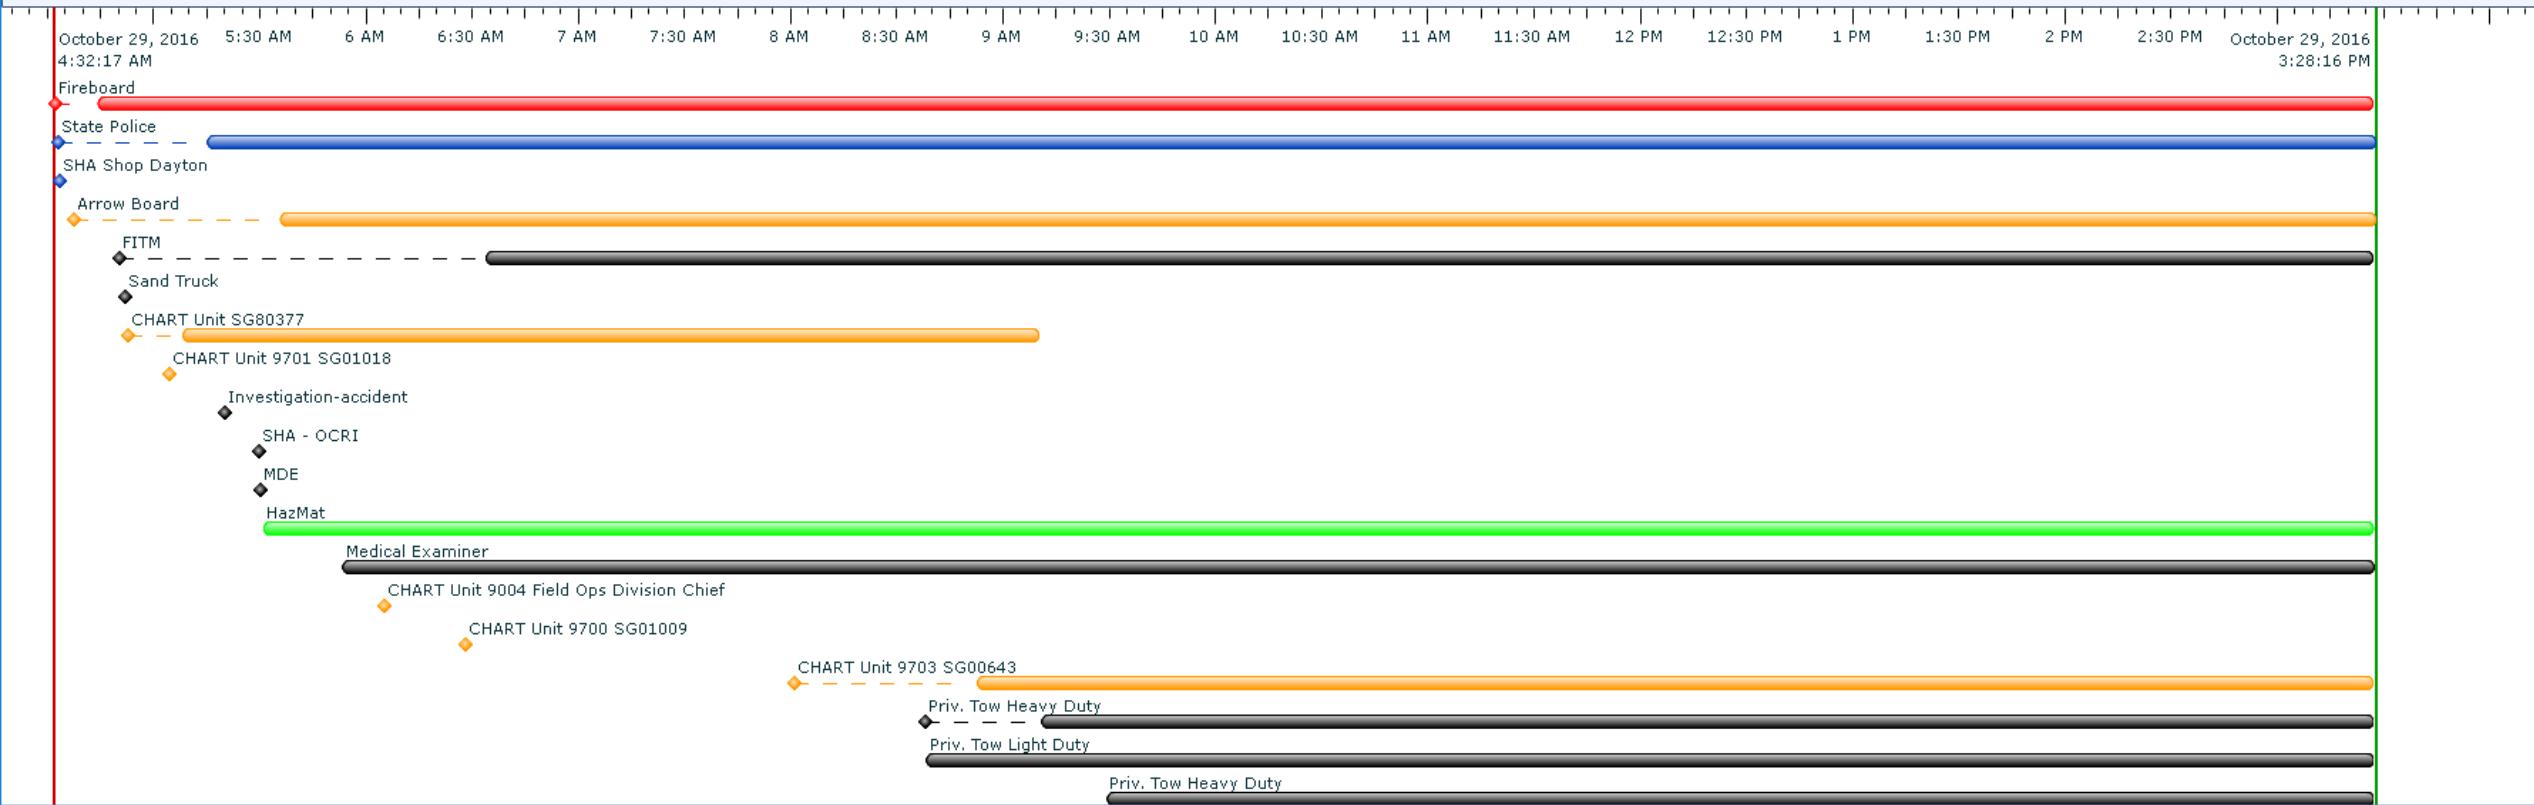 October 29, 2016 5:30 AM 6 AM 6:30 AM 7 AM 7:30 AM 8 AM 8:30 AM 9 AM 9:30 AM 10 AM 10:30 AM 11 AM 11:30 AM 12 PM 12:30 PM 1 PM 1:30 PM 2 PM 2:30 PM October 29, 2016
4:32:17 AM 3:28:16 PM
Fireboard
State Police
SHA Shop Dayton
Arrow Board
FITM
Sand Truck
CHART Unit SG80377
CHART Unit 9701 SG01018
Investigation-accident
SHA - OCRI
MDE
HazMat
Medical Examiner
CHART Unit 9004 Field Ops Division Chief
CHART Unit 9700 SG01009
CHART Unit 9703 SG00643
Priv. Tow Heavy Duty
Priv. Tow Light Duty
Priv. Tow Heavy Duty